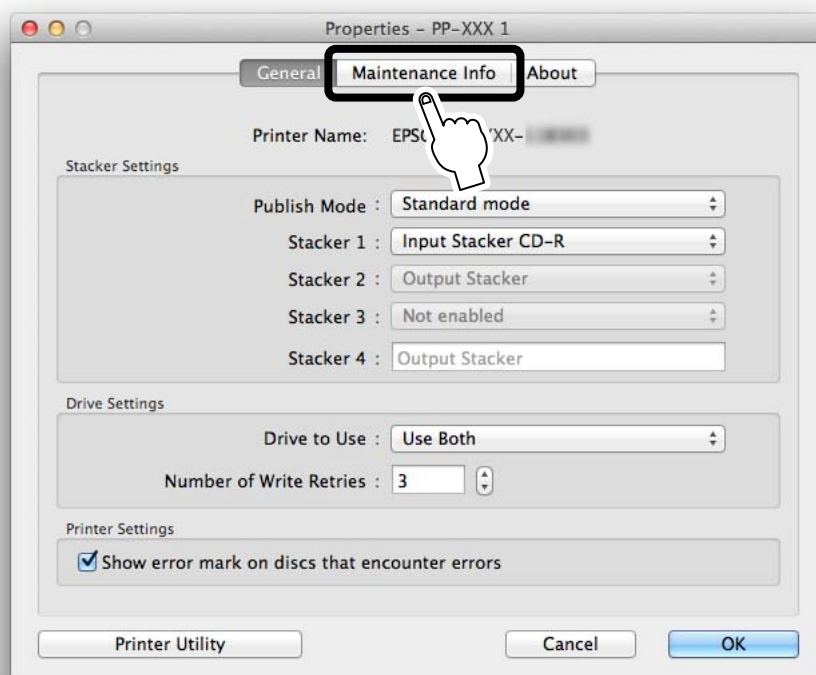 Properties – PP-XXX 1
General Maintenance Info About
Printer Name: EPS XX-
Stacker Settings
Publish Mode : Standard mode
Stacker 1 : Input Stacker CD-R
Stacker 2 : Output Stacker
Stacker 3 : Not enabled
Stacker 4 : Output Stacker
Drive Settings
Drive to Use : Use Both
Number of Write Retries : 3
Printer Settings
Show error mark on discs that encounter errors
Printer Utility Cancel OK